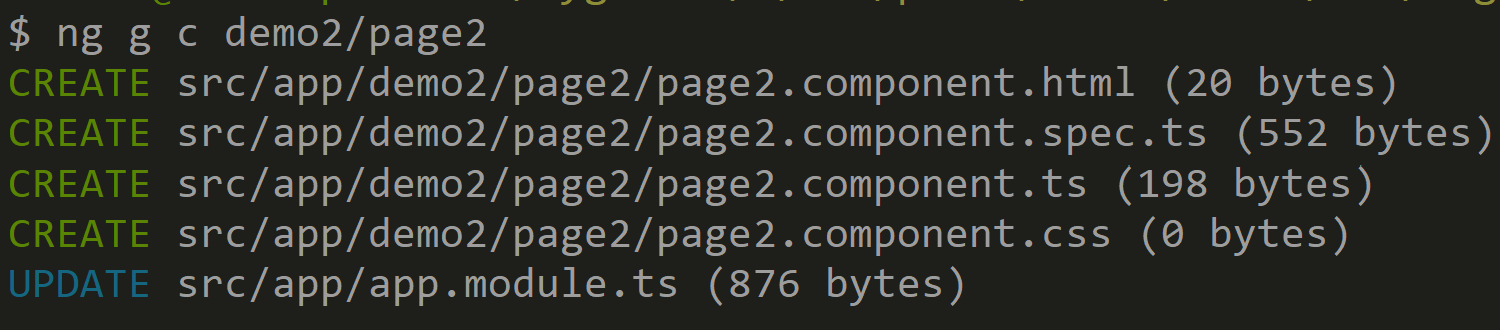 $ ng g c demo2/page2
CREATE src/app/demo2/page2/page2.component.html (20 bytes)
CREATE src/app/demo2/page2/page2.component.spec.ts (552 bytes)
CREATE src/app/demo2/page2/page2.component.ts (198 bytes)
CREATE src/app/demo2/page2/page2.component.css (0 bytes)
UPDATE src/app/app.module.ts (876 bytes)